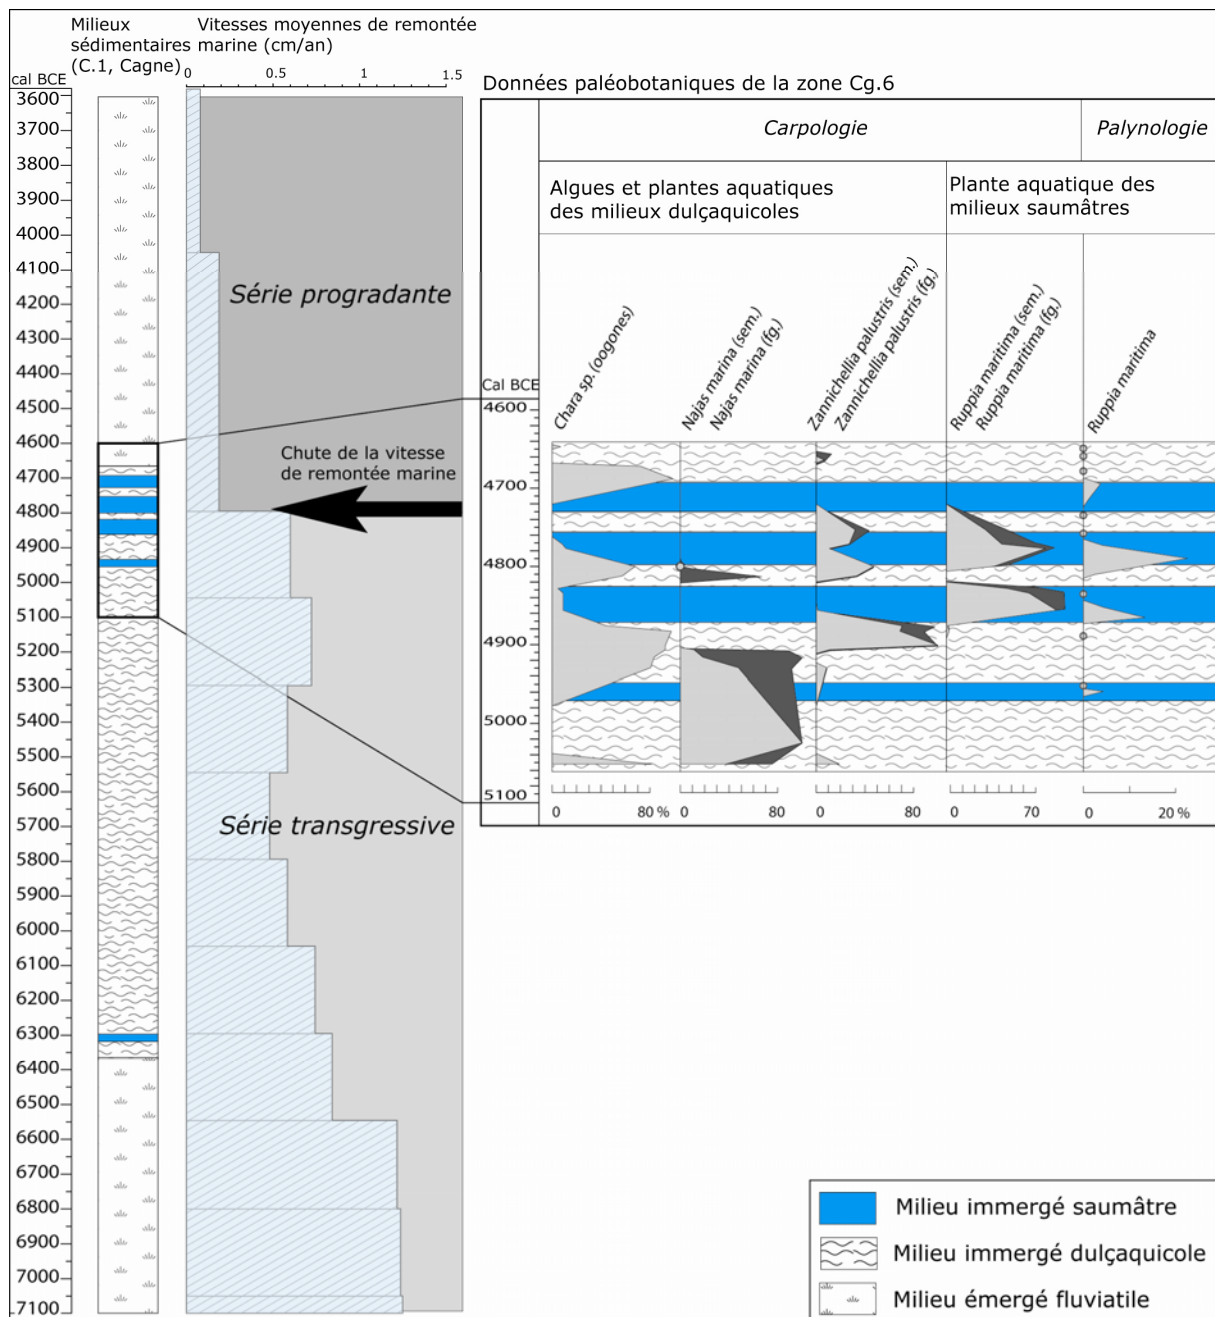 Milieux
sédimentaires
(C.1, Cagne)
Vitesses moyennes de remontée
marine (cm/an)
0 0.5 1 1.5
cal BCE
3600
3700
3800
3900
4000
4100
4200
4300
4400
4500
4600
4700
4800
4900
5000
5100
5200
5300
5400
5500
5600
5700
5800
5900
6000
6100
6200
6300
6400
6500
6600
6700
6800
6900
7000
7100
Série progradante
Chute de la vitesse
de remontée marine
Série transgressive
Données paléobotaniques de la zone Cg.6
Carpologie
Palynologie
Algues et plantes aquatiques
des milieux dulçaquicoles
Plante aquatique des
milieux saumâtres
Chara sp. (oogones)
Najas marina (sem.)
Najas marina (fg.)
Zannichellia palustris (sem.)
Zannichellia palustris (fg.)
Ruppia maritima (sem.)
Ruppia maritima (fg.)
Ruppia maritima
Cal BCE
4600
4700
4800
4900
5000
5100
0 80 % 0 80 0 80 0 70 0 20 %
Milieu immergé saumâtre
Milieu immergé dulçaquicole
Milieu émergé fluviatile